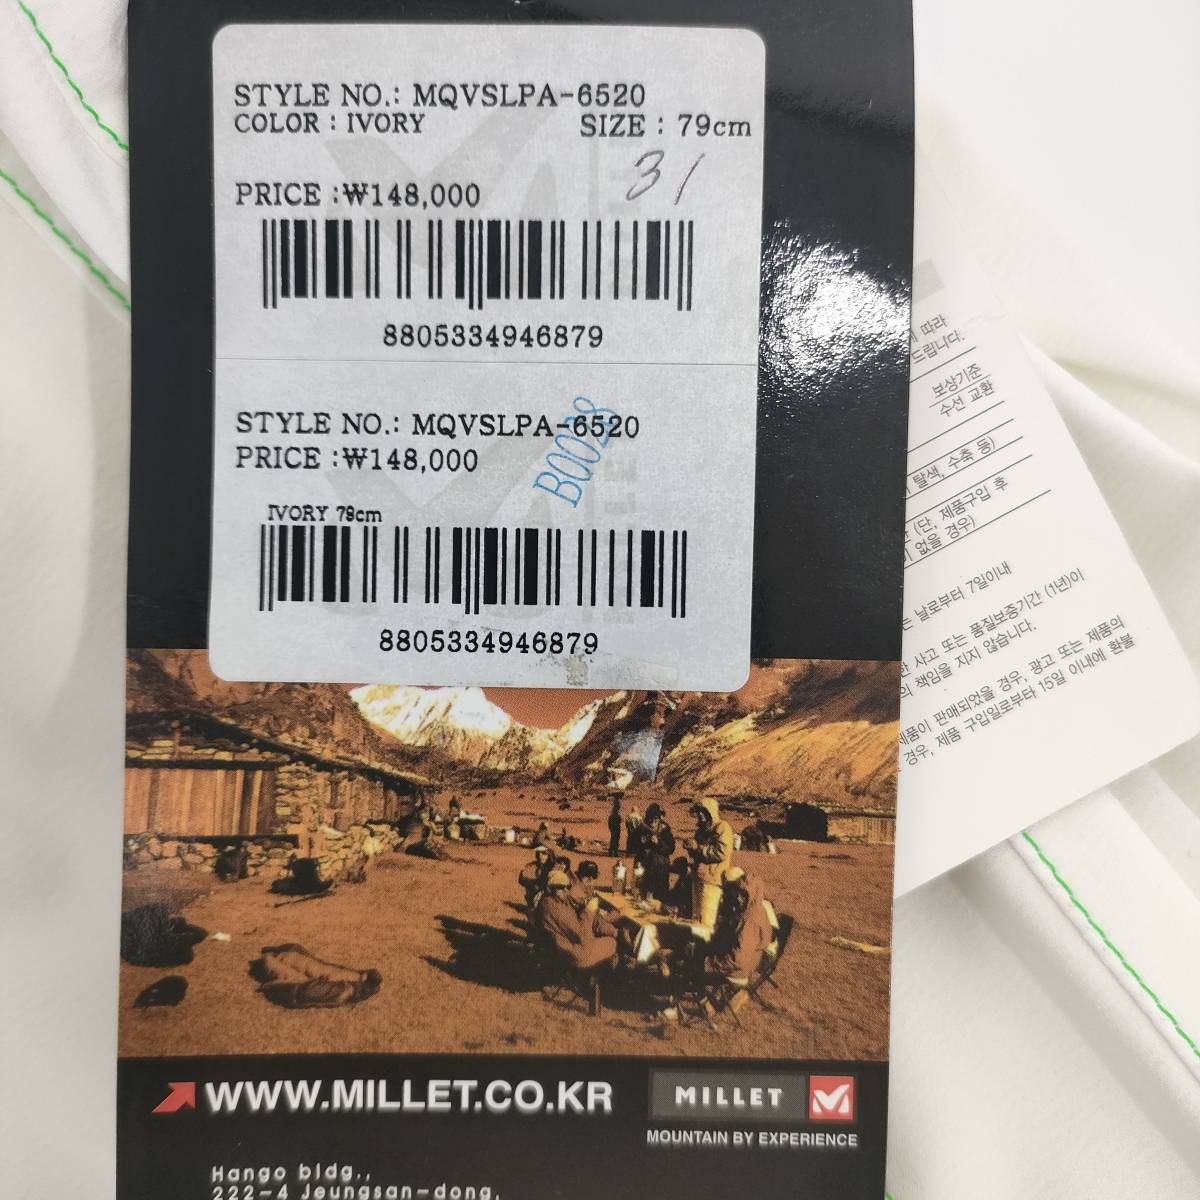 STYLE NO.: MQVSLPA-6520
COLOR : IVORY SIZE : 79cm
31
PRICE :₩148,000
8805334946879
STYLE NO.: MQVSLPA-6520
PRICE :₩148,000
B0028
IVORY 79cm
8805334946879
WWW.MILLET.CO.KR
MILLET
MOUNTAIN BY EXPERIENCE
Hango bldg.,
222-4 Jeungsan-dong,
따라
드립니다.
보상기준
수선 교환
탈색, 수축 등)
(단, 제품구입 후
없을 경우)
날로부터 7일이내
사고 또는 품질보증기간 (1년)이
책임을 지지 않습니다.
제품이 판매되었을 경우, 광고 또는 제품의
경우, 제품 구입일로부터 15일 이내에 환불